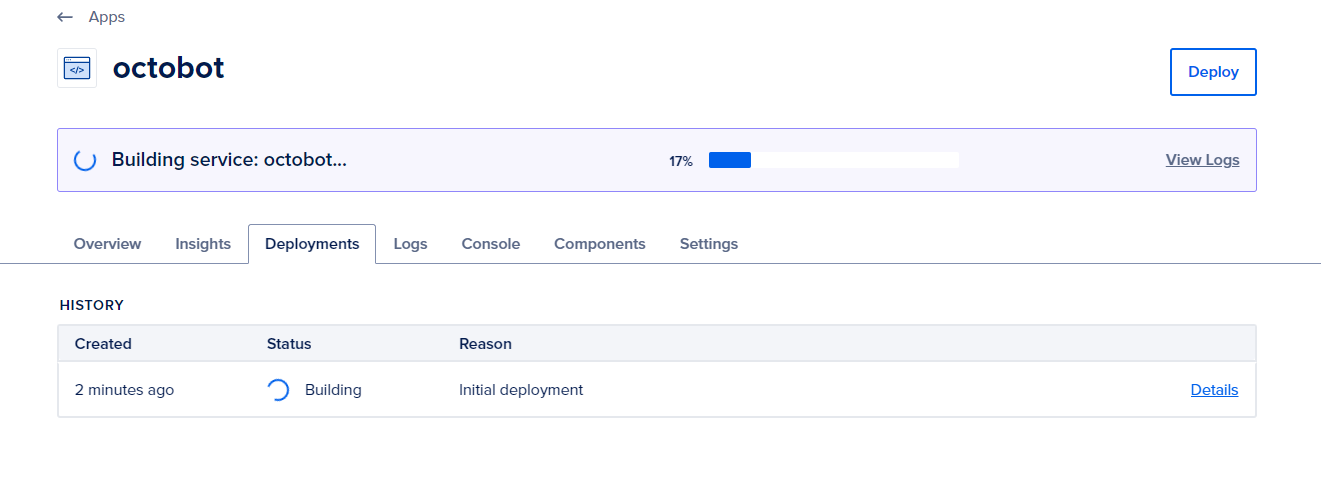 ← Apps
octobot
Deploy
Building service: octobot...
17%
View Logs
Overview Insights Deployments Logs Console Components Settings
HISTORY
Created Status Reason
2 minutes ago Building Initial deployment Details